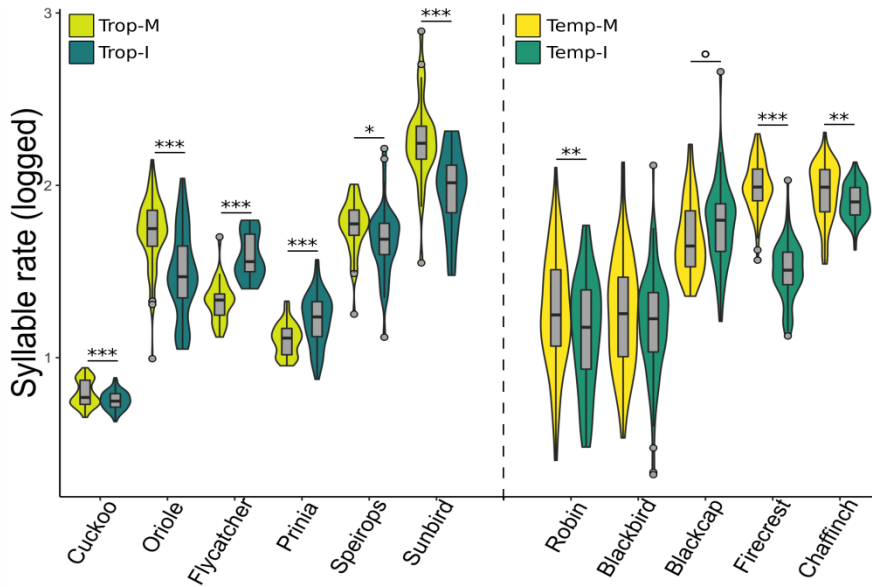 Syllable rate (logged)
3
2
1
Trop-M
Trop-I
Temp-M
Temp-I
***
***
***
***
*
***
**
°
***
**
Cuckoo
Oriole
Flycatcher
Prinia
Speirops
Sunbird
Robin
Blackbird
Blackcap
Firecrest
Chaffinch